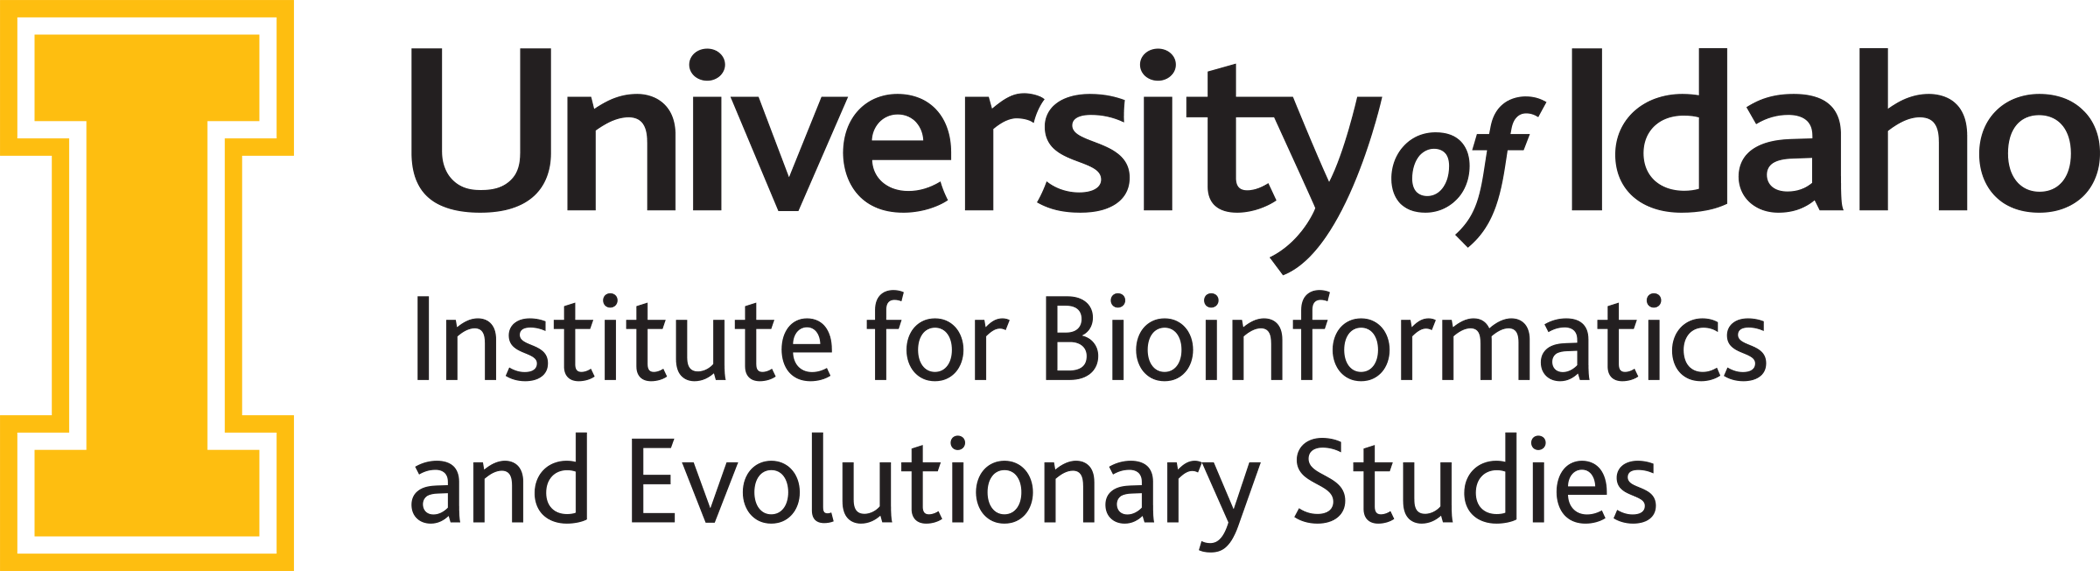 I
University of Idaho
Institute for Bioinformatics
and Evolutionary Studies